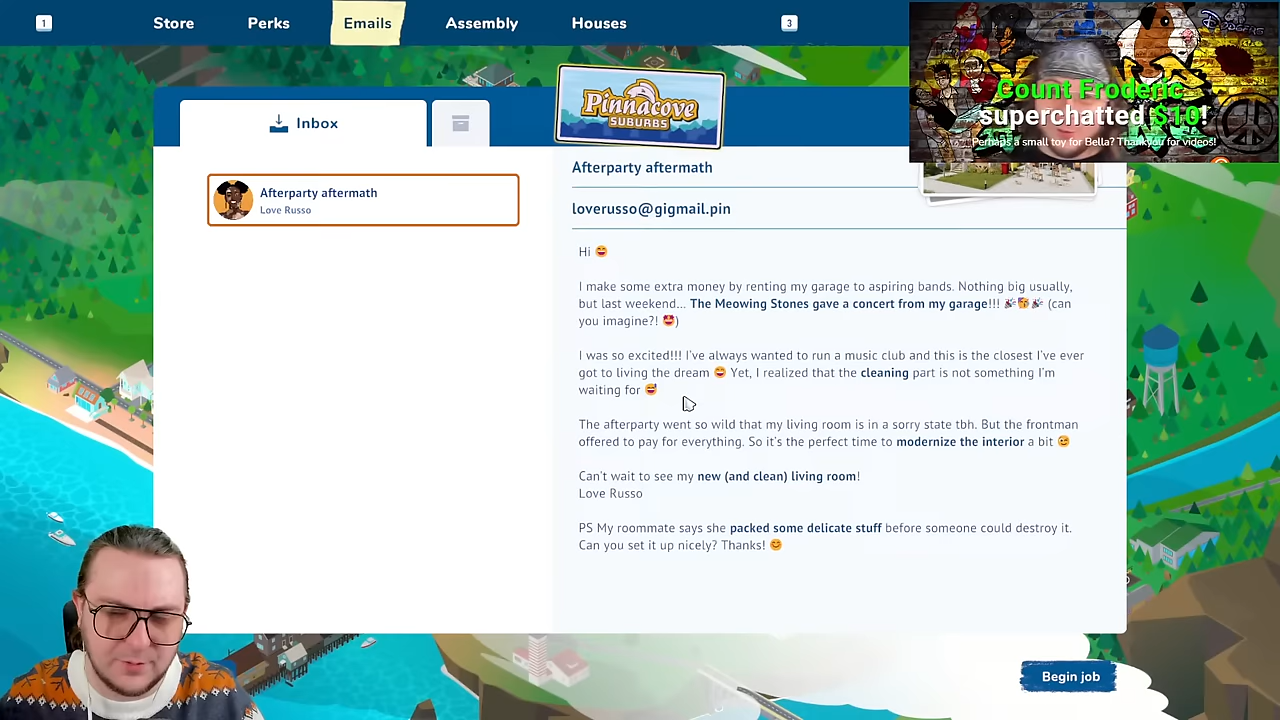 1
Store
Perks
Emails
Assembly
Houses
3
Count Froderic
superchatted $10!
Perhaps a small toy for Bella? Thankyou for videos!
Inbox
Pinnacove
SUBURBS
Afterparty aftermath
Love Russo
Afterparty aftermath
loverusso@gigmail.pin
Hi 😄
I make some extra money by renting my garage to aspiring bands. Nothing big usually,
but last weekend... The Meowing Stones gave a concert from my garage!!! 🎉🥳🎉 (can
you imagine?! 🤩)
I was so excited!!! I've always wanted to run a music club and this is the closest I've ever
got to living the dream 😄 Yet, I realized that the cleaning part is not something I'm
waiting for 😅
The afterparty went so wild that my living room is in a sorry state tbh. But the frontman
offered to pay for everything. So it's the perfect time to modernize the interior a bit 😉
Can't wait to see my new (and clean) living room!
Love Russo
PS My roommate says she packed some delicate stuff before someone could destroy it.
Can you set it up nicely? Thanks! 😊
Begin job